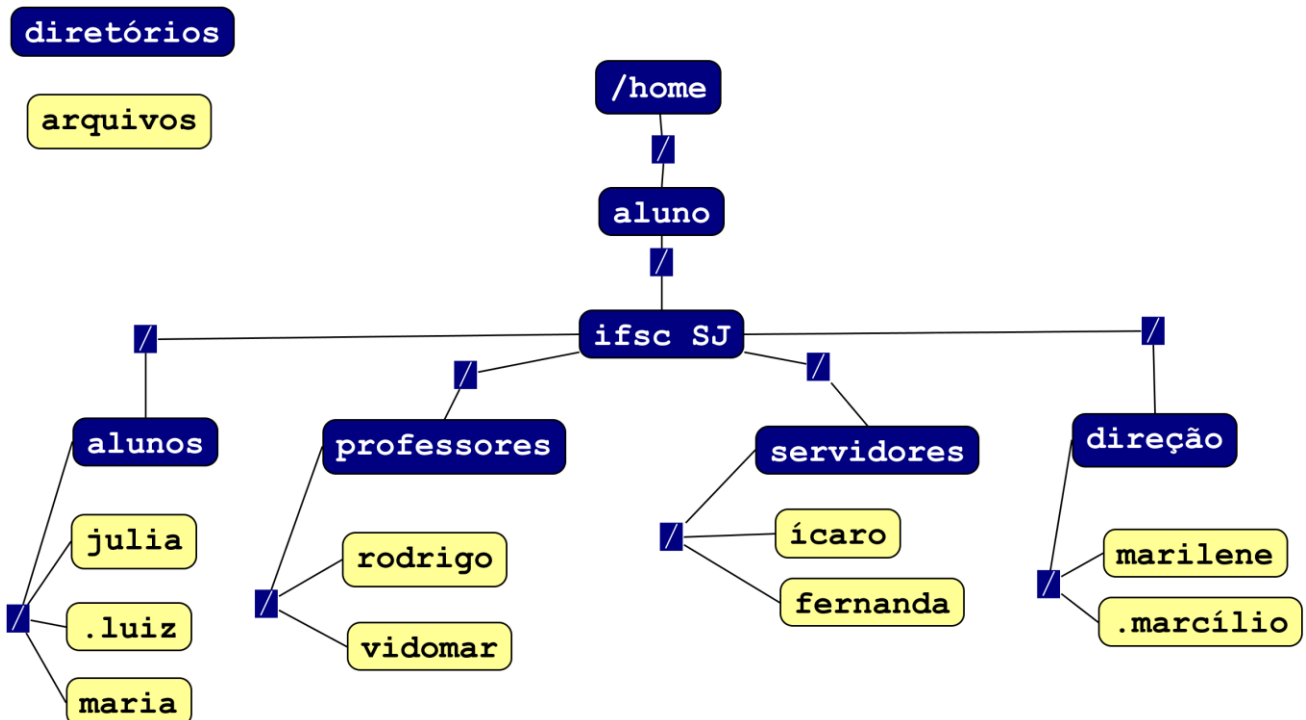 diretórios
arquivos
/home
/
aluno
/
ifsc SJ
/
/
/
/
alunos
professores
servidores
direção
julia
.luiz
maria
/
rodrigo
vidomar
/
ícaro
fernanda
/
marilene
.marcílio
/